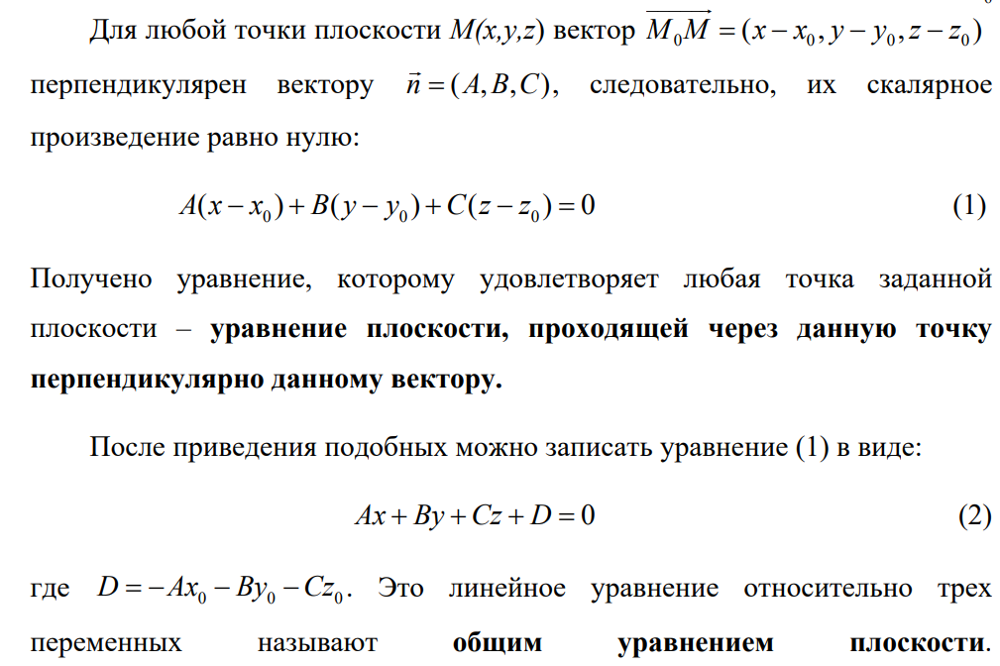 Для любой точки плоскости M(x,y,z) вектор $\overrightarrow{M_0M} = (x - x_0, y - y_0, z - z_0)$
перпендикулярен вектору $\vec{n} = (A, B, C)$, следовательно, их скалярное
произведение равно нулю:
$A(x - x_0) + B(y - y_0) + C(z - z_0) = 0$ (1)
Получено уравнение, которому удовлетворяет любая точка заданной
плоскости – уравнение плоскости, проходящей через данную точку
перпендикулярно данному вектору.
После приведения подобных можно записать уравнение (1) в виде:
$Ax + By + Cz + D = 0$ (2)
где $D = -Ax_0 - By_0 - Cz_0$. Это линейное уравнение относительно трех
переменных называют общим уравнением плоскости.